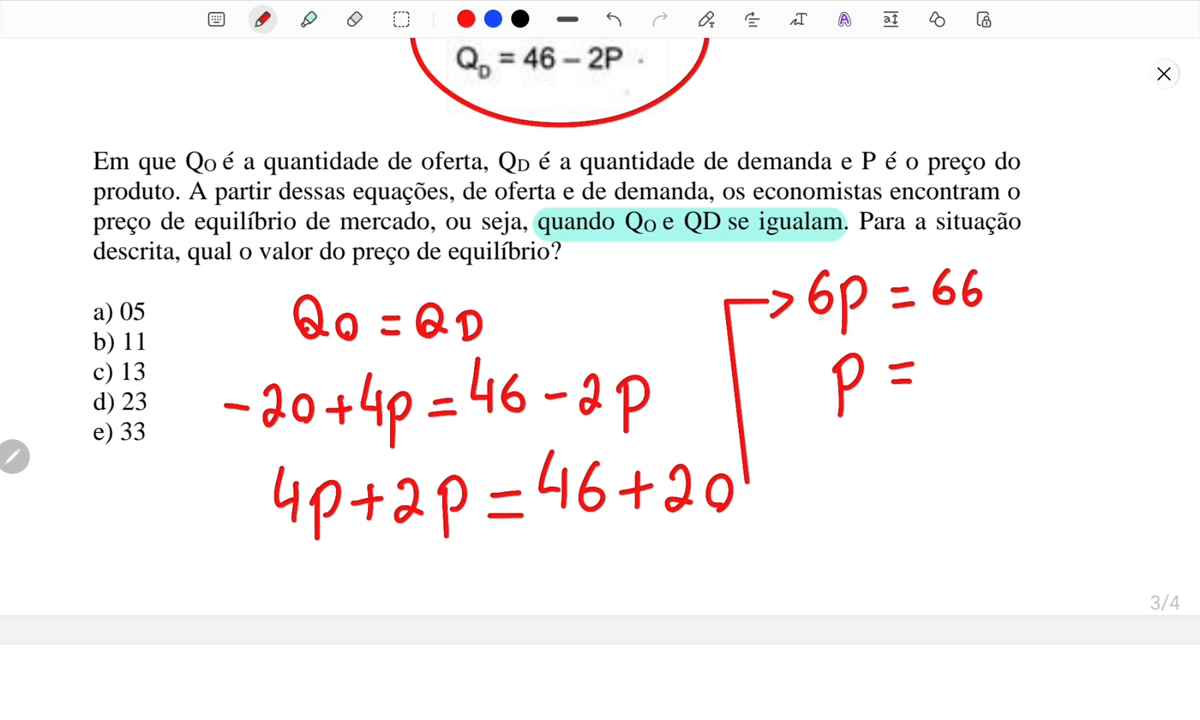 Q_D = 46 – 2P
Em que QO é a quantidade de oferta, QD é a quantidade de demanda e P é o preço do
produto. A partir dessas equações, de oferta e de demanda, os economistas encontram o
preço de equilíbrio de mercado, ou seja, quando QO e QD se igualam. Para a situação
descrita, qual o valor do preço de equilíbrio?
a) 05
b) 11
c) 13
d) 23
e) 33
QO = QD
-20+4p = 46-2p
4p+2p = 46+20
6p = 66
p =
3/4